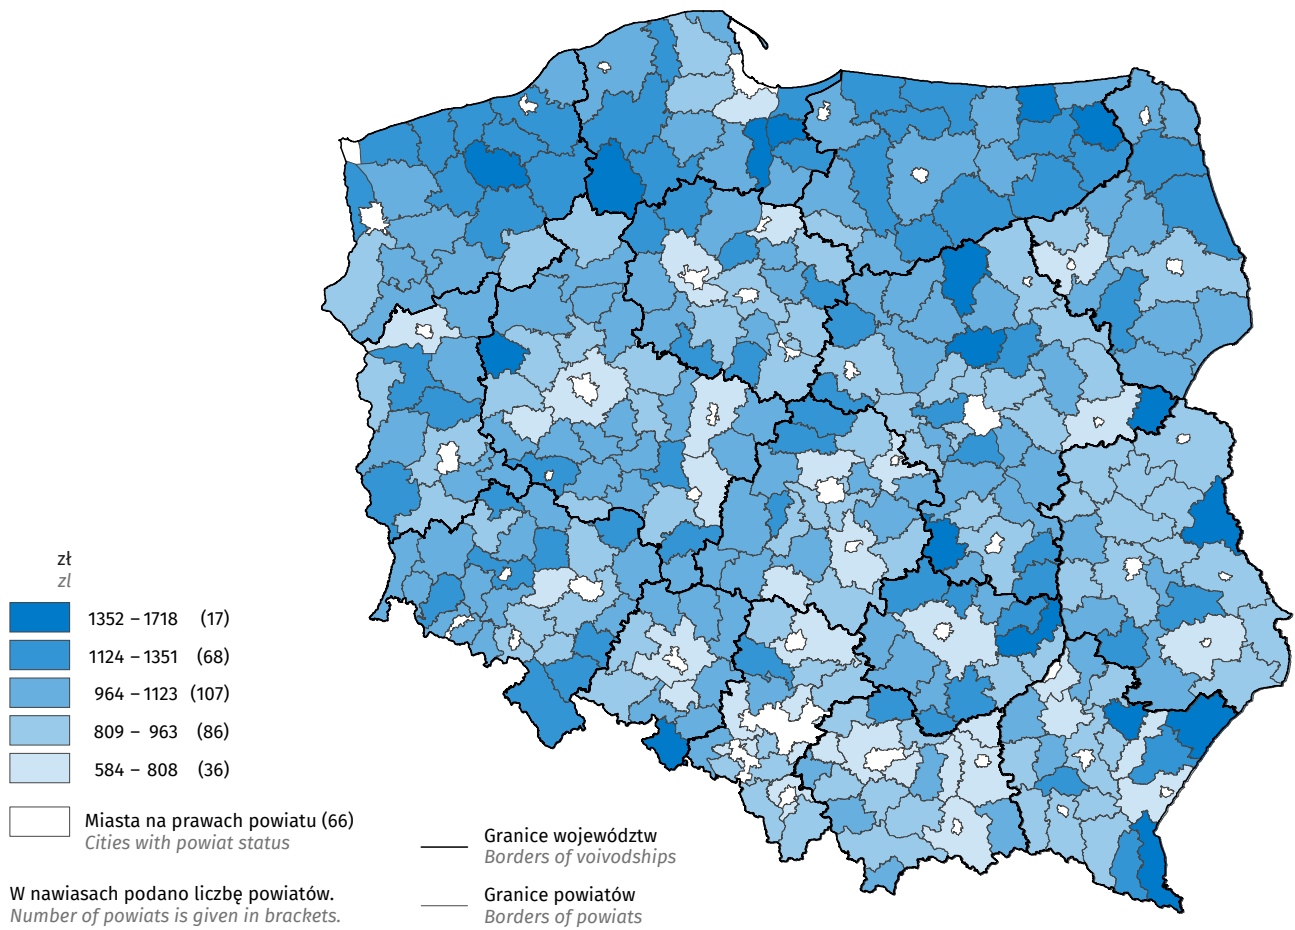 zł
zl
1352 – 1718 (17)
1124 – 1351 (68)
964 – 1123 (107)
809 – 963 (86)
584 – 808 (36)
Miasta na prawach powiatu (66)
Cities with powiat status
W nawiasach podano liczbę powiatów.
Number of powiats is given in brackets.
Granice województw
Borders of voivodships
Granice powiatów
Borders of powiats